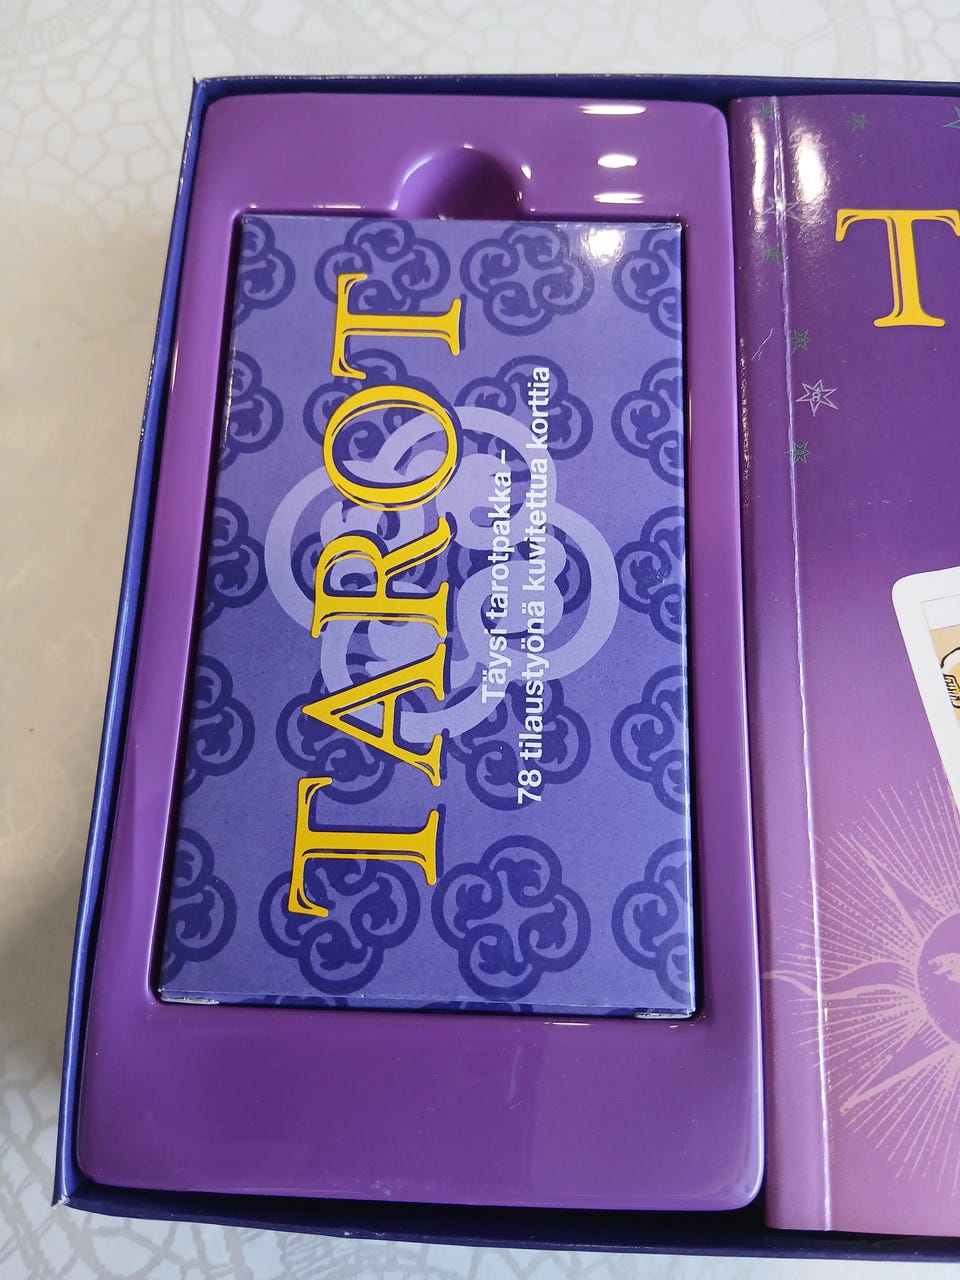 TAROT
Täysi tarotpakka –
78 tilaustyönä kuvitettua korttia
T